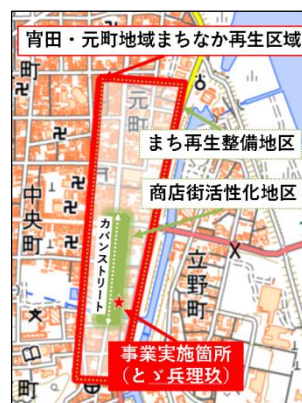 宵田・元町地域まちなか再生区域
元町
まち再生整備地区
商店街活性化地区
カバンストリート
中央町
立野町
事業実施箇所
(とゞ兵理玖)
町
町